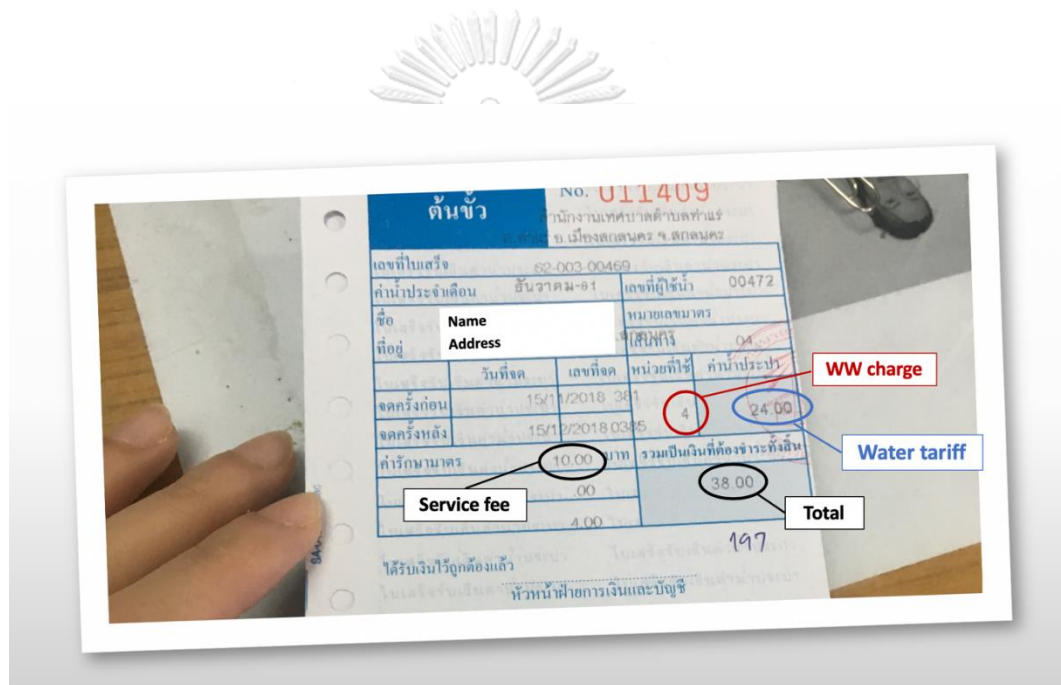 ต้นขั้ว
No. 011409
สำนักงานเทศบาลตำบลท่าแร่
อ.เมืองสกลนคร จ.สกลนคร
เลขที่ใบเสร็จ 62-003-00469
ค่าน้ำประจำเดือน ธันวาคม-61 เลขที่ผู้ใช้น้ำ 00472
ชื่อ Name หมายเลขมาตร
ที่อยู่ Address เส้นทาง 04
วันที่จด เลขที่จด หน่วยที่ใช้ ค่าน้ำประปา
WW charge
จดครั้งก่อน 15/11/2018 381
4 24.00
จดครั้งหลัง 15/12/2018 0385
Water tariff
ค่ารักษามาตร 10.00 บาท รวมเป็นเงินที่ต้องชำระทั้งสิ้น
Service fee .00 38.00
Total
4.00
197
ได้รับเงินไว้ถูกต้องแล้ว
หัวหน้าฝ่ายการเงินและบัญชี